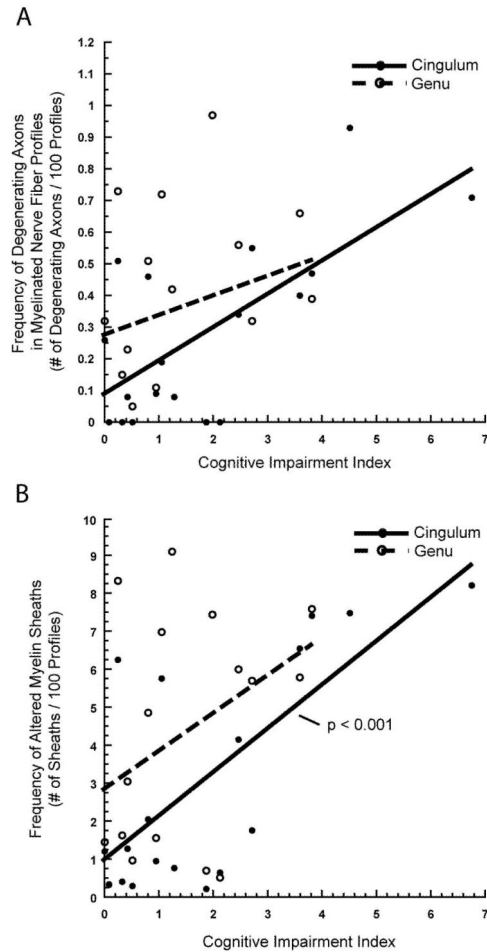 A
1.2
1.1
1
0.9
0.8
0.7
0.6
0.5
0.4
0.3
0.2
0.1
0
Frequency of Degenerating Axons
in Myelinated Nerve Fiber Profiles
(# of Degenerating Axons / 100 Profiles)
Cingulum
Genu
0 1 2 3 4 5 6 7
Cognitive Impairment Index
B
10
9
8
7
6
5
4
3
2
1
0
Frequency of Altered Myelin Sheaths
(# of Sheaths / 100 Profiles)
Cingulum
Genu
p < 0.001
0 1 2 3 4 5 6 7
Cognitive Impairment Index